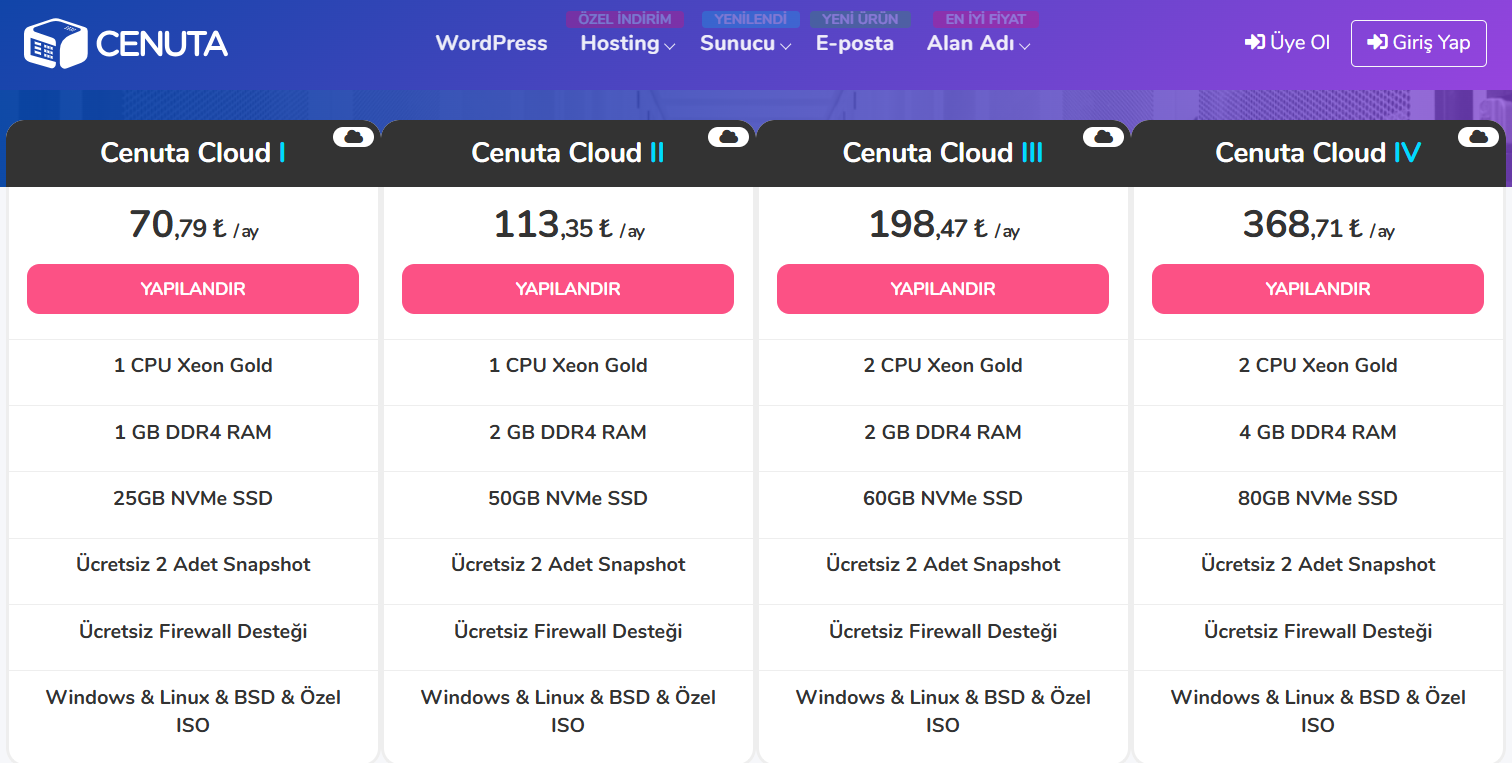 CENUTA
WordPress
ÖZEL İNDİRİM
Hosting
YENİLENDİ
Sunucu
YENİ ÜRÜN
E-posta
EN İYİ FİYAT
Alan Adı
Üye Ol
Giriş Yap
Cenuta Cloud I
70,79 ₺ /ay
YAPILANDIR
1 CPU Xeon Gold
1 GB DDR4 RAM
25GB NVMe SSD
Ücretsiz 2 Adet Snapshot
Ücretsiz Firewall Desteği
Windows & Linux & BSD & Özel
ISO
Cenuta Cloud II
113,35 ₺ /ay
YAPILANDIR
1 CPU Xeon Gold
2 GB DDR4 RAM
50GB NVMe SSD
Ücretsiz 2 Adet Snapshot
Ücretsiz Firewall Desteği
Windows & Linux & BSD & Özel
ISO
Cenuta Cloud III
198,47 ₺ /ay
YAPILANDIR
2 CPU Xeon Gold
2 GB DDR4 RAM
60GB NVMe SSD
Ücretsiz 2 Adet Snapshot
Ücretsiz Firewall Desteği
Windows & Linux & BSD & Özel
ISO
Cenuta Cloud IV
368,71 ₺ /ay
YAPILANDIR
2 CPU Xeon Gold
4 GB DDR4 RAM
80GB NVMe SSD
Ücretsiz 2 Adet Snapshot
Ücretsiz Firewall Desteği
Windows & Linux & BSD & Özel
ISO